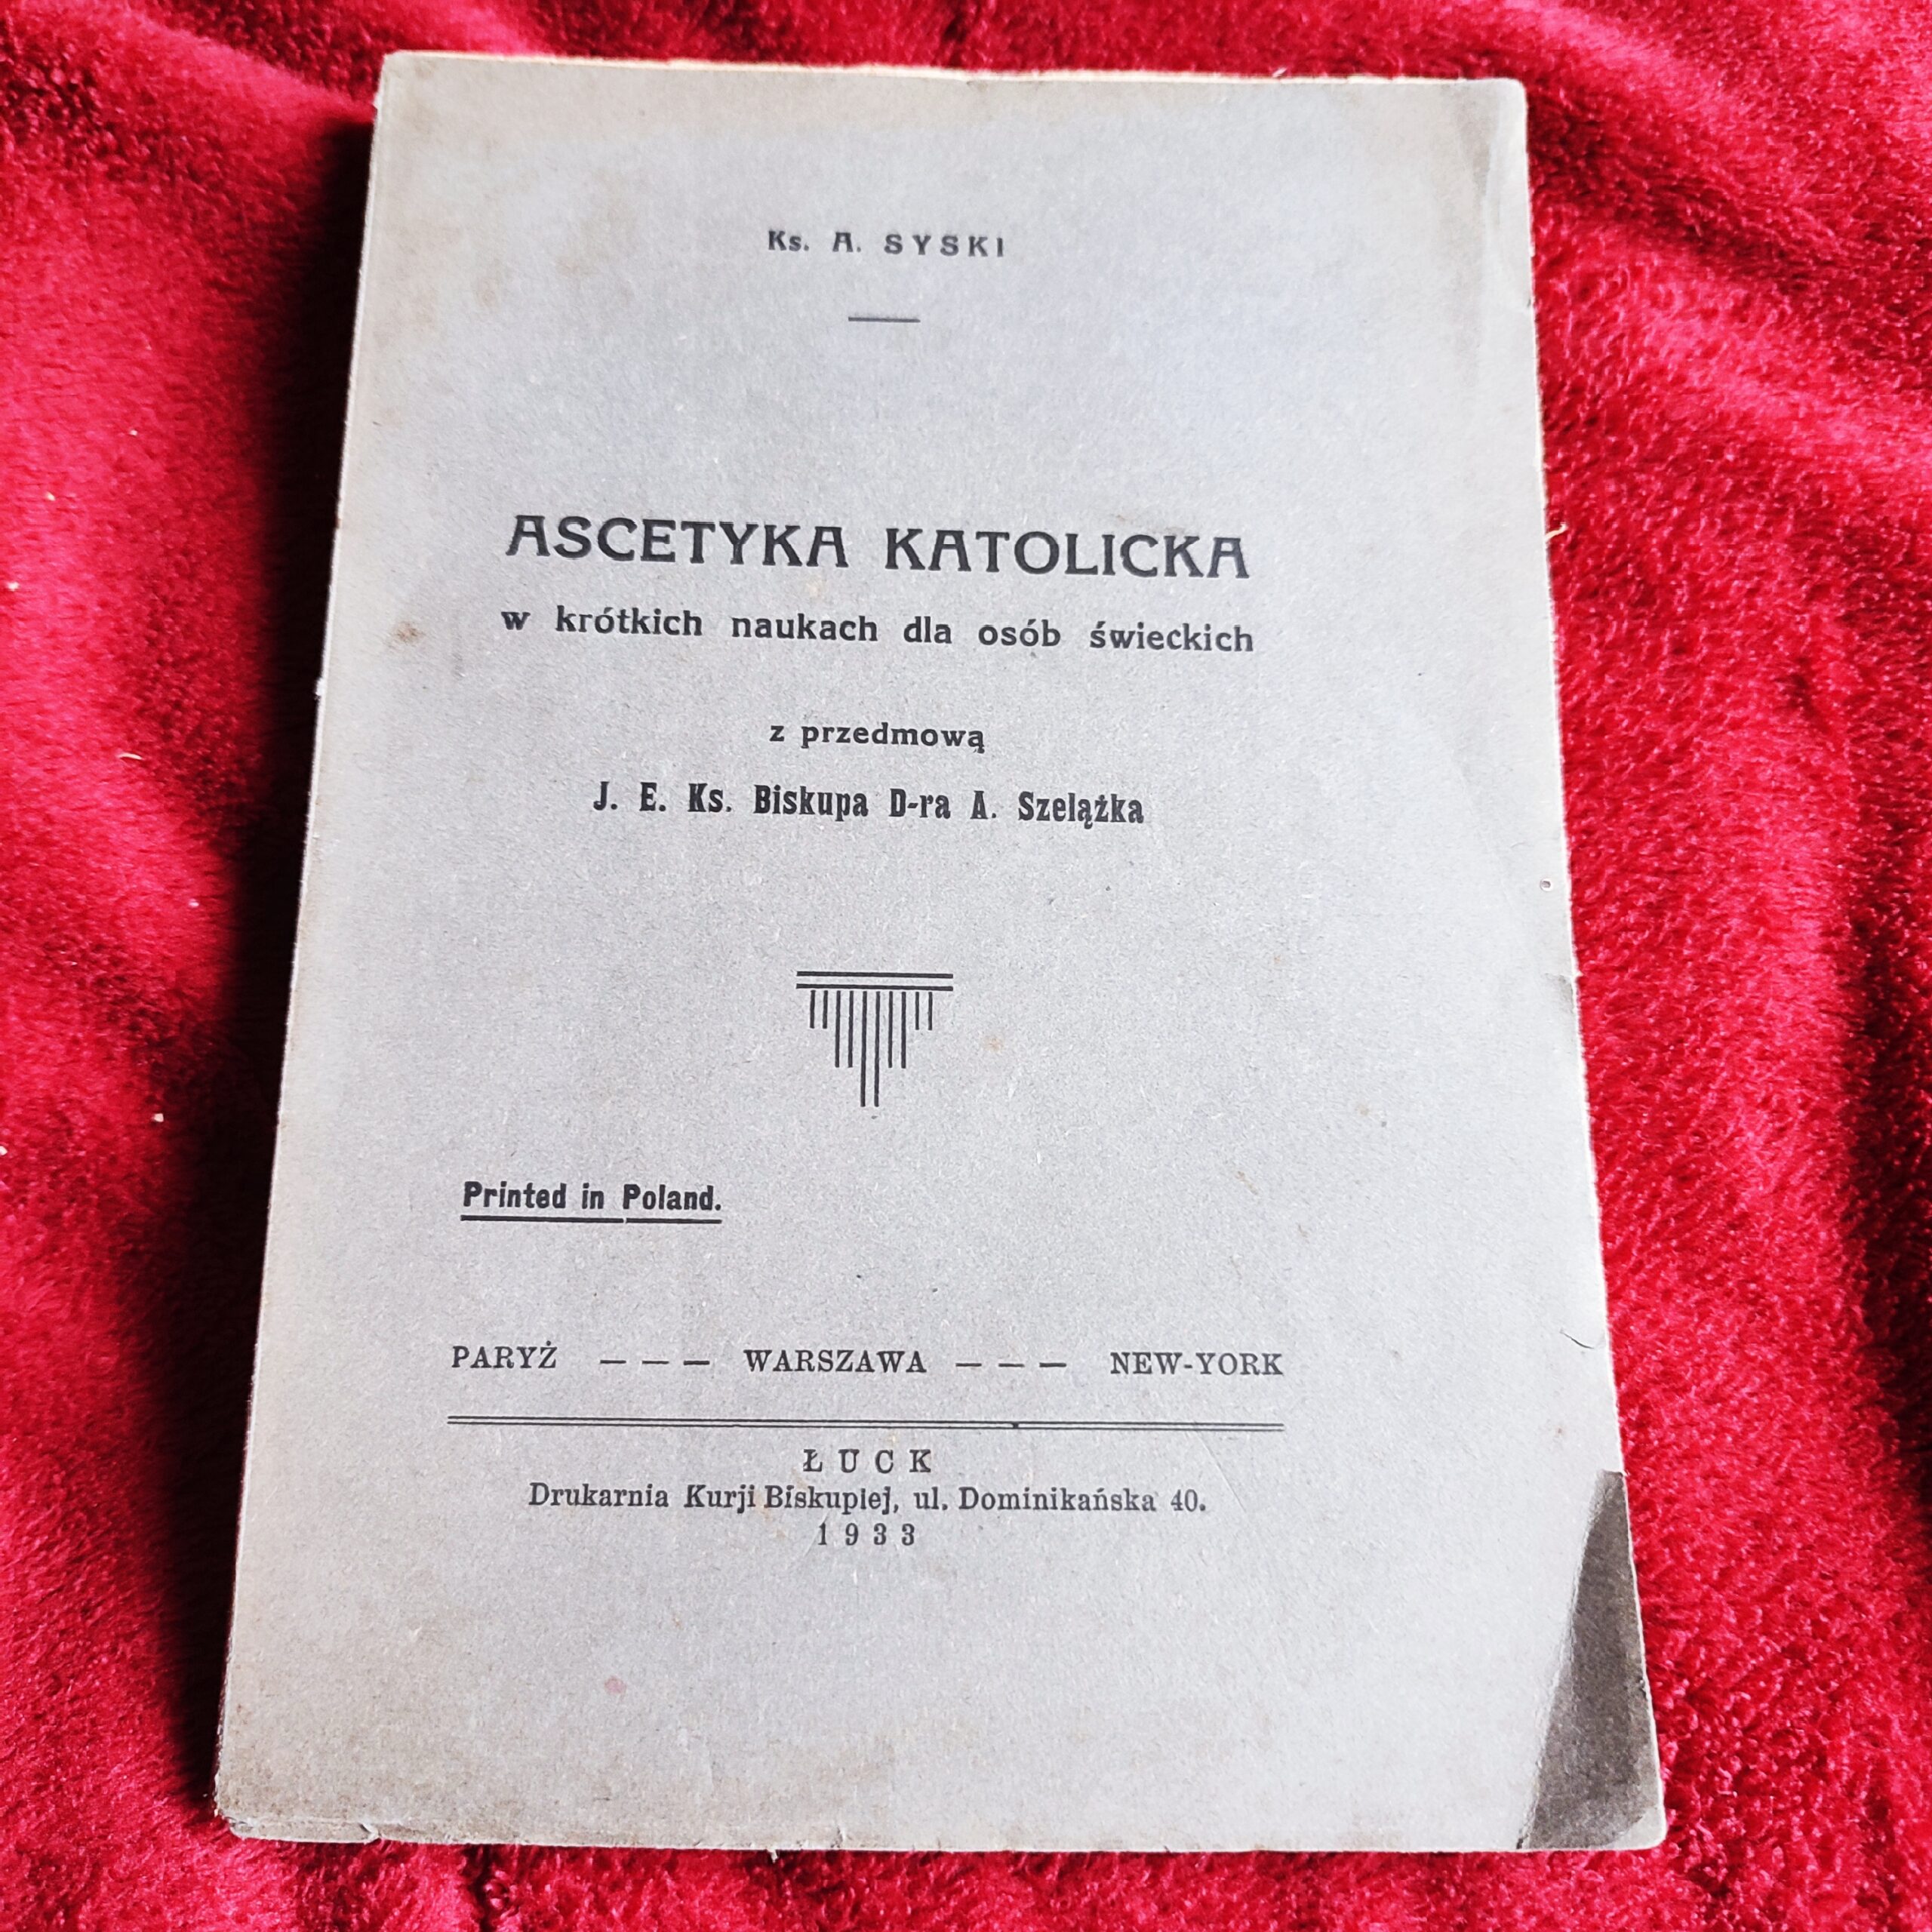 Ks. A. SYSKI
ASCETYKA KATOLICKA
w krótkich naukach dla osób świeckich
z przedmową
J. E. Ks. Biskupa D-ra A. Szelążka
Printed in Poland.
PARYŻ — — — WARSZAWA — — — NEW-YORK
ŁUCK
Drukarnia Kurji Biskupiej, ul. Dominikańska 40.
1933